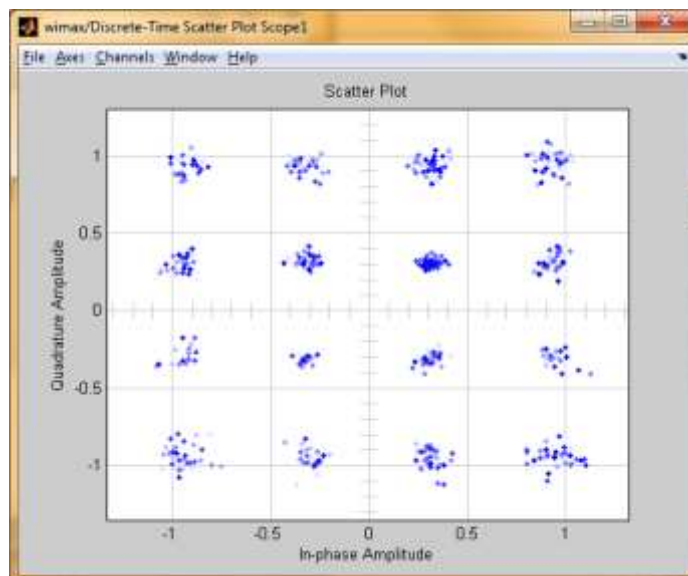 wimax/Discrete-Time Scatter Plot Scope1
File Axes Channels Window Help
Scatter Plot
1
0.5
0
-0.5
-1
Quadrature Amplitude
-1 -0.5 0 0.5 1
In-phase Amplitude